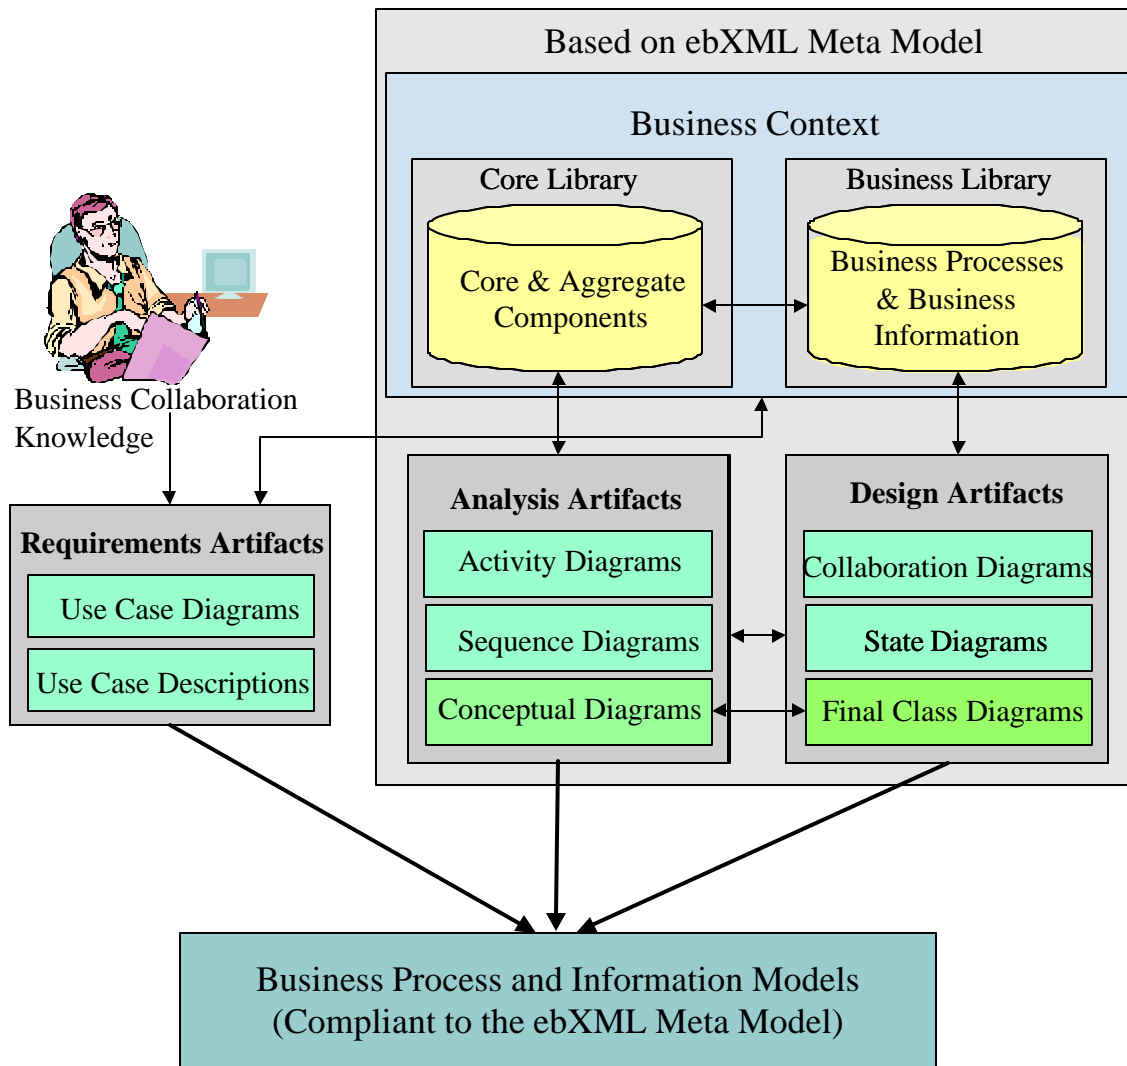 Based on ebXML Meta Model
Business Context
Core Library
Core & Aggregate
Components
Business Library
Business Processes
& Business
Information
Business Collaboration
Knowledge
Requirements Artifacts
Use Case Diagrams
Use Case Descriptions
Analysis Artifacts
Activity Diagrams
Sequence Diagrams
Conceptual Diagrams
Design Artifacts
Collaboration Diagrams
State Diagrams
Final Class Diagrams
Business Process and Information Models
(Compliant to the ebXML Meta Model)